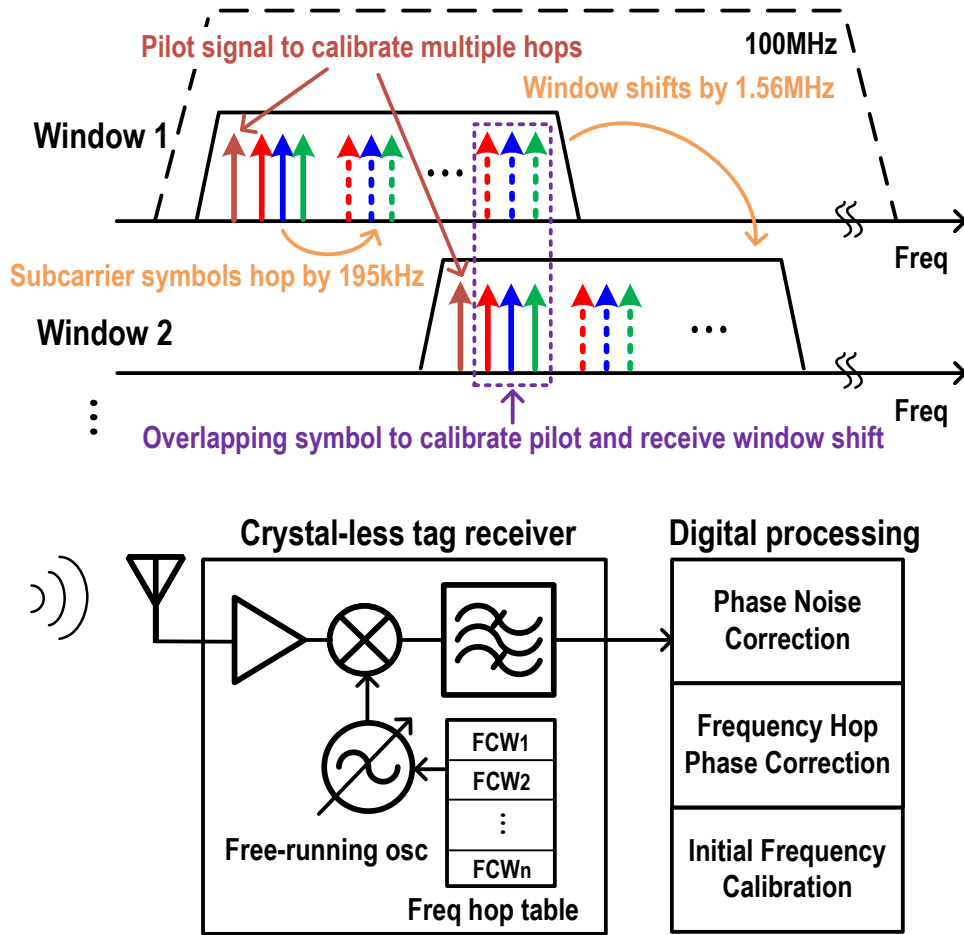 Pilot signal to calibrate multiple hops
100MHz
Window shifts by 1.56MHz
Window 1
...
Freq
Subcarrier symbols hop by 195kHz
Window 2
...
Freq
⋮
Overlapping symbol to calibrate pilot and receive window shift
Crystal-less tag receiver
Digital processing
Phase Noise
Correction
FCW1
FCW2
⋮
FCWn
Frequency Hop
Phase Correction
Free-running osc
Freq hop table
Initial Frequency
Calibration